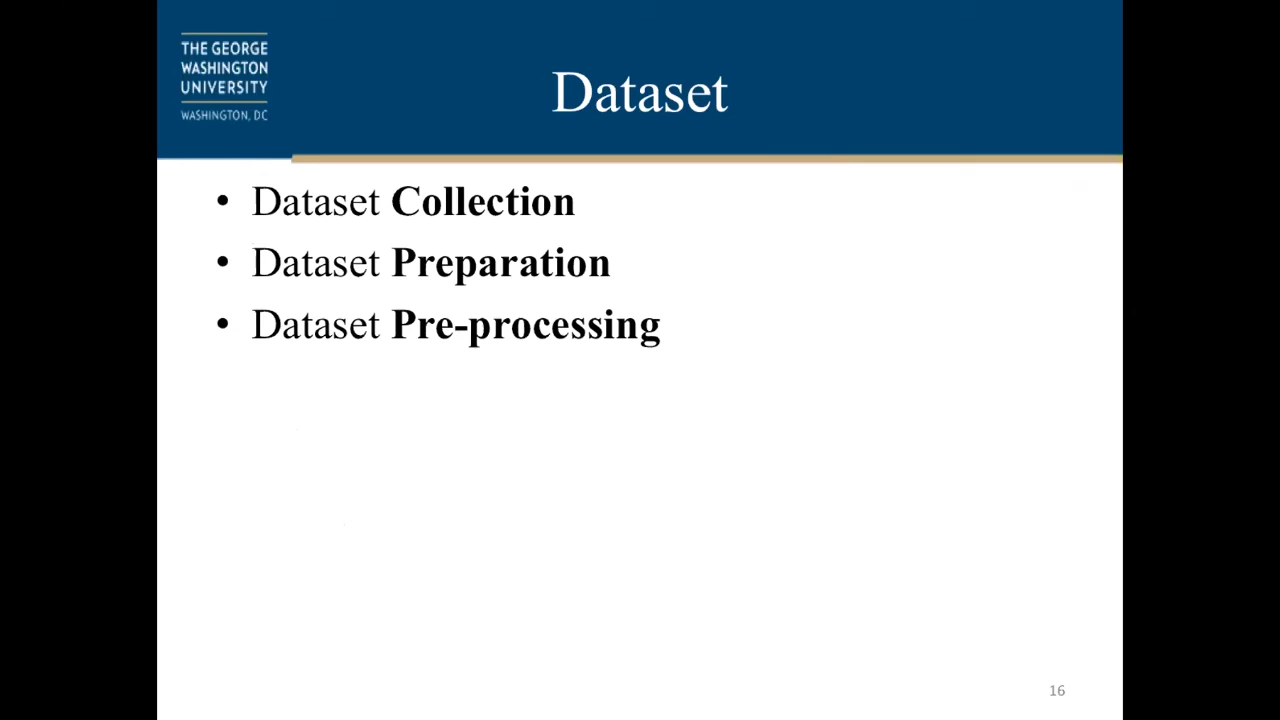 THE GEORGE
WASHINGTON
UNIVERSITY
WASHINGTON, DC
Dataset
• Dataset Collection
• Dataset Preparation
• Dataset Pre-processing
16